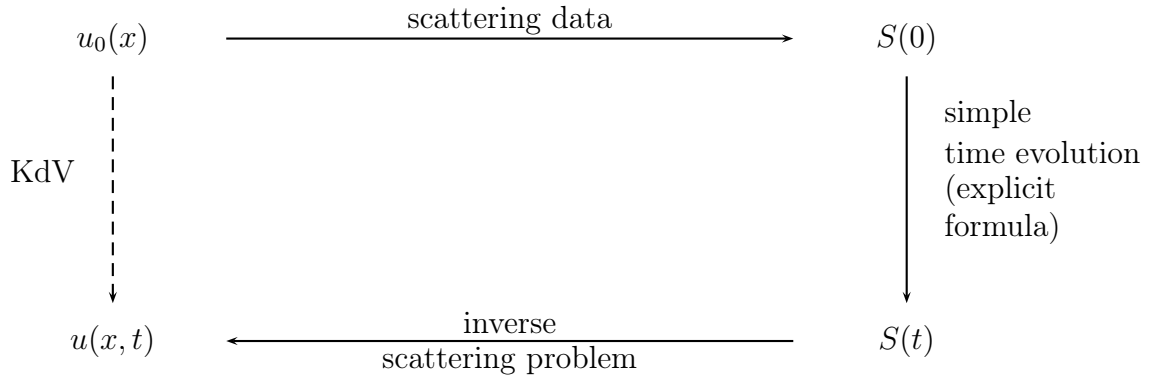 scattering data
u₀(x)
S(0)
KdV
simple
time evolution
(explicit
formula)
u(x, t)
inverse
scattering problem
S(t)